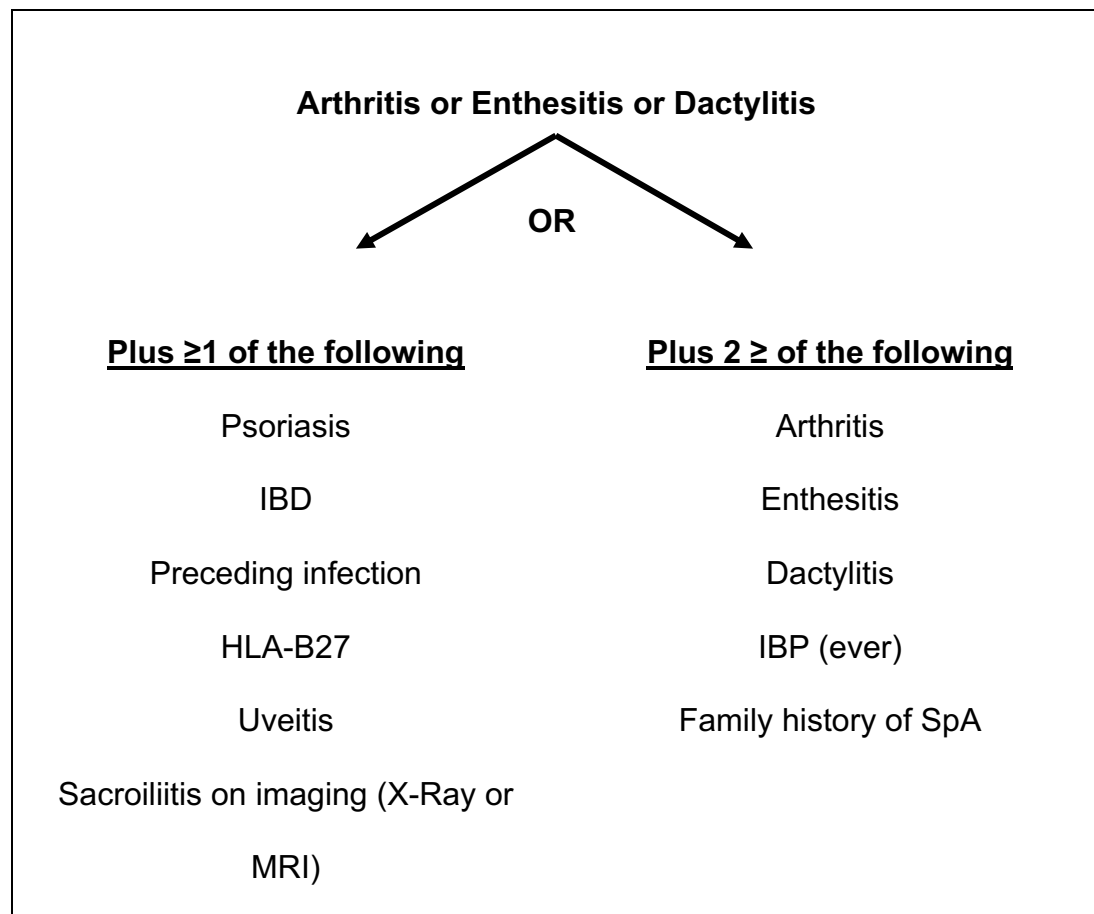 Arthritis or Enthesitis or Dactylitis
OR
Plus ≥1 of the following
Psoriasis
IBD
Preceding infection
HLA-B27
Uveitis
Sacroiliitis on imaging (X-Ray or
MRI)
Plus 2 ≥ of the following
Arthritis
Enthesitis
Dactylitis
IBP (ever)
Family history of SpA